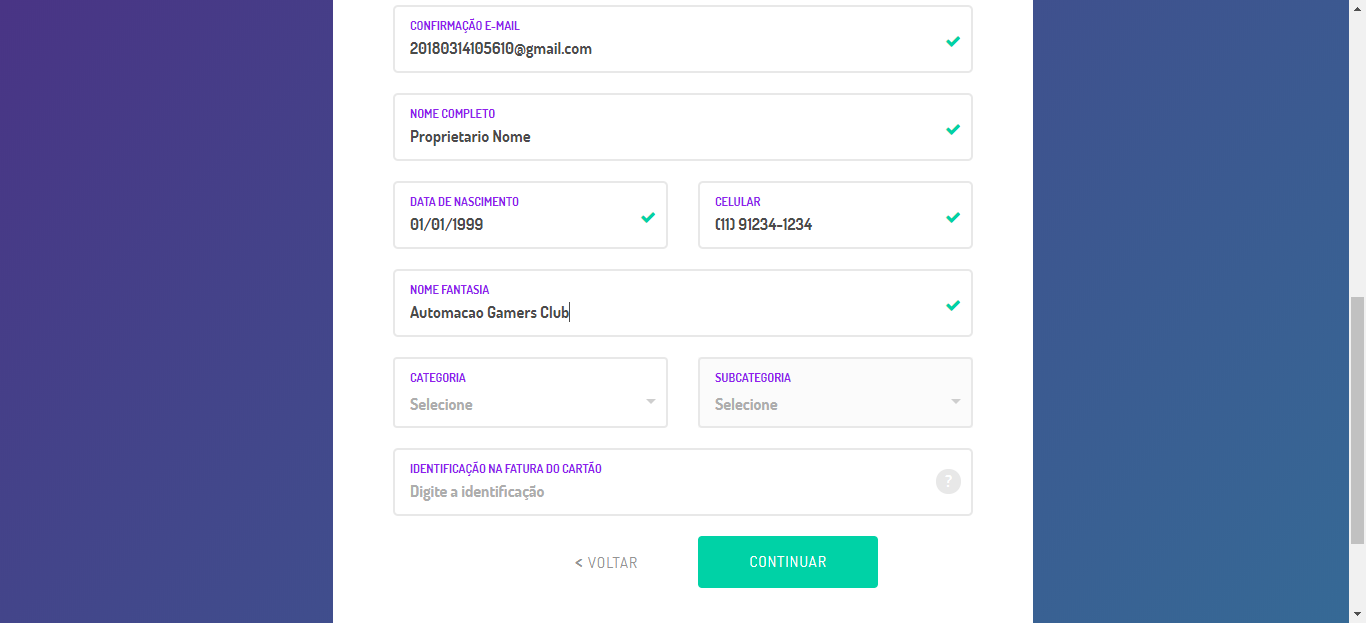 CONFIRMAÇÃO E-MAIL
20180314105610@gmail.com
NOME COMPLETO
Proprietario Nome
DATA DE NASCIMENTO
01/01/1999
CELULAR
(11) 91234-1234
NOME FANTASIA
Automacao Gamers Club
CATEGORIA
Selecione
SUBCATEGORIA
Selecione
IDENTIFICAÇÃO NA FATURA DO CARTÃO
Digite a identificação
?
< VOLTAR
CONTINUAR